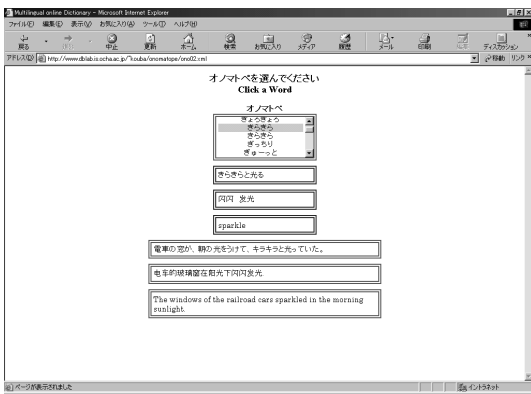 Multilingual online Dictionary - Microsoft Internet Explorer
ファイル(F) 編集(E) 表示(V) お気に入り(A) ツール(T) ヘルプ(H)
戻る 中止 更新 ホーム 検索 お気に入り メディア 履歴 メール 印刷 ディスカッション
アドレス(D) http://www.dblab.is.ocha.ac.jp/~kouba/onomatope/ono02.xml 移動 リンク
オノマトペを選んでください
Click a Word
オノマトペ
ぎょうぎょう
きらきら
きらきら
ぎっちり
ぎゅーっと
きらきらと光る
闪闪 发光
sparkle
電車の窓が、朝の光をうけて、キラキラと光っていた。
电车的玻璃窗在阳光下闪闪发光.
The windows of the railroad cars sparkled in the morning
sunlight.
ページが表示されました イントラネット